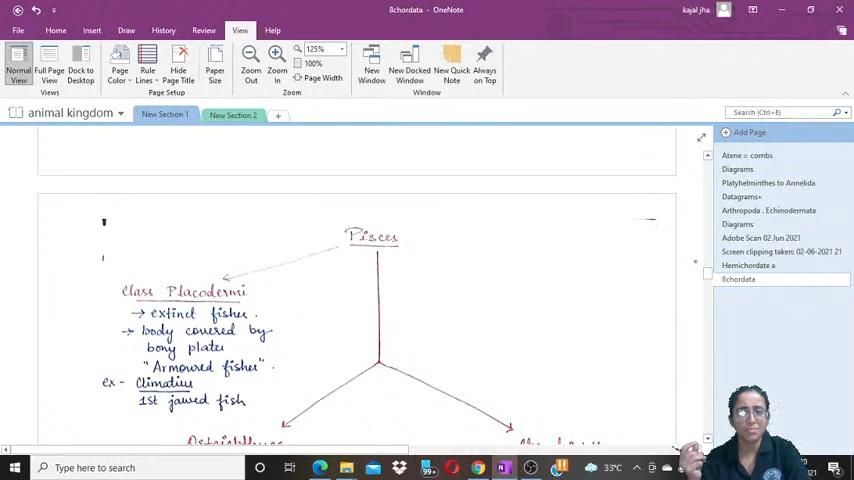 8chordata - OneNote
kajal jha
File Home Insert Draw History Review View Help
Normal View
Full Page View
Dock to Desktop
Page Color
Rule Lines
Hide Page Title
Paper Size
Zoom Out
Zoom In
125%
100%
Page Width
New Window
New Docked Window
New Quick Note
Always on Top
Views Page Setup Zoom Window
animal kingdom New Section 1 New Section 2
Search (Ctrl+E)
Add Page
Atene = combs
Diagrams
Platyhelminthes to Annelida
Datagrams+
Arthropoda . Echinodermata
Diagrams
Adobe Scan 02 Jun 2021
Screen clipping taken: 02-06-2021 21
Hemichordate a
8chordata
Pisces
Class Placodermi
→ extinct fisher.
→ body covered by
bony plates
"Armoured fisher".
ex - Climatius
1st jawed fish
Type here to search
99+
33°C